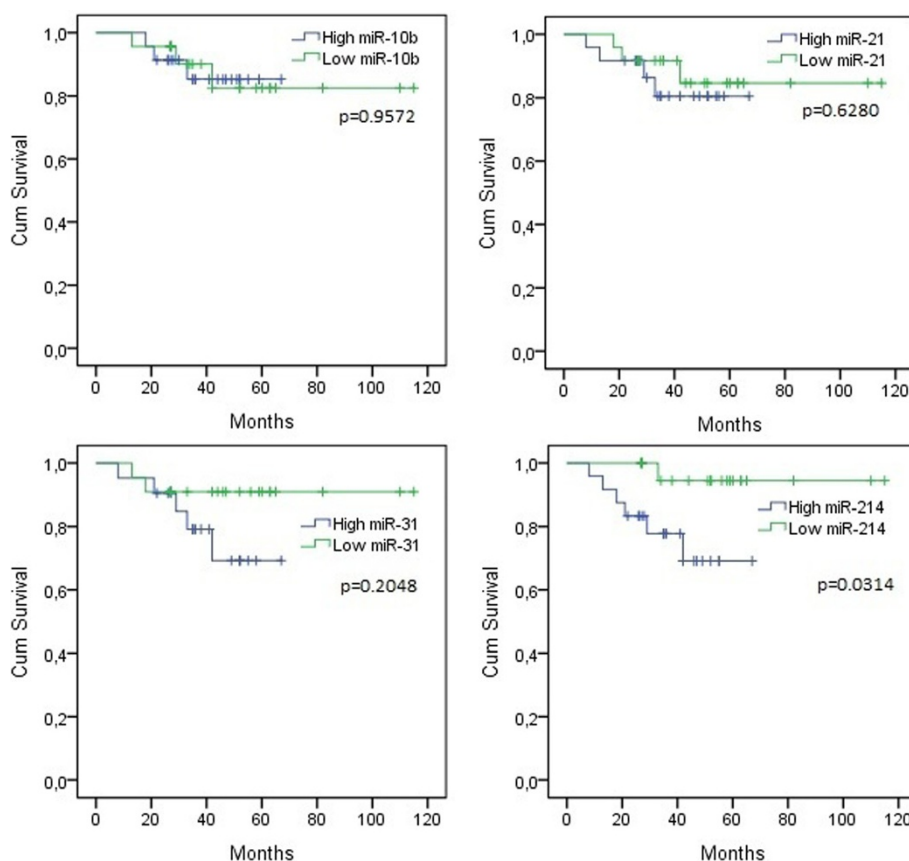 1,0
0,8
0,6
0,4
0,2
0,0
Cum Survival
High miR-10b
Low miR-10b
p=0.9572
0 20 40 60 80 100 120
Months
1,0
0,8
0,6
0,4
0,2
0,0
Cum Survival
High miR-21
Low miR-21
p=0.6280
0 20 40 60 80 100 120
Months
1,0
0,8
0,6
0,4
0,2
0,0
Cum Survival
High miR-31
Low miR-31
p=0.2048
0 20 40 60 80 100 120
Months
1,0
0,8
0,6
0,4
0,2
0,0
Cum Survival
High miR-214
Low miR-214
p=0.0314
0 20 40 60 80 100 120
Months